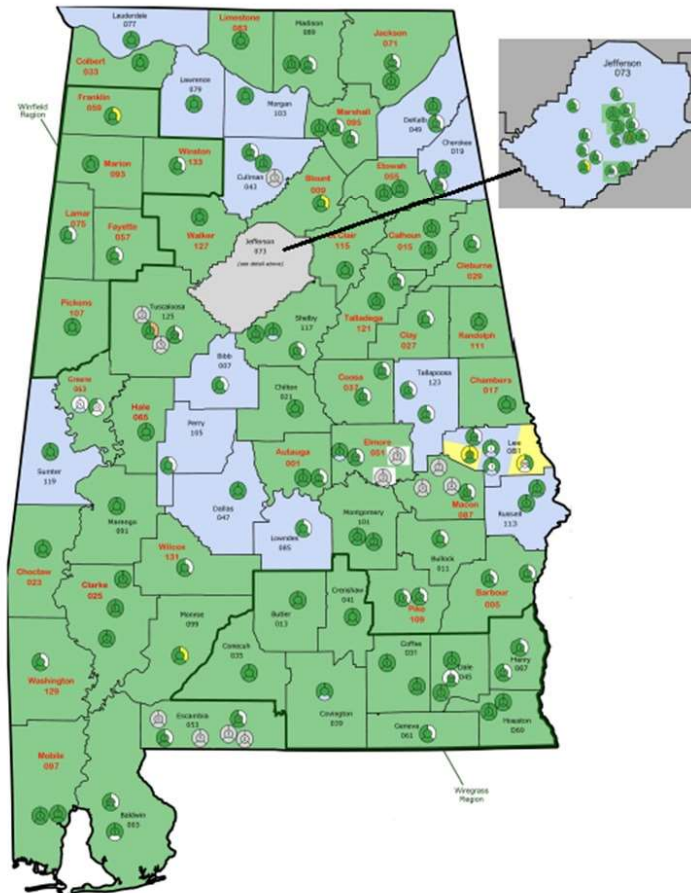 Lauderdale
077
Limestone
083
Madison
089
Jackson
071
Colbert
033
Lawrence
079
Morgan
103
Franklin
059
Marshall
095
DeKalb
049
Cherokee
019
Winfield
Region
Marion
093
Winston
133
Cullman
043
Blount
009
Etowah
055
Lamar
075
Fayette
057
Walker
127
Jefferson
073
(see detail above)
St Clair
115
Calhoun
015
Cleburne
029
Jefferson
073
Pickens
107
Tuscaloosa
125
Shelby
117
Talladega
121
Clay
027
Randolph
111
Bibb
007
Greene
063
Hale
065
Chilton
021
Coosa
037
Tallapoosa
123
Chambers
017
Perry
105
Sumter
119
Autauga
001
Elmore
051
Lee
081
Marengo
091
Dallas
047
Lowndes
085
Montgomery
101
Macon
087
Russell
113
Bullock
011
Choctaw
023
Clarke
025
Wilcox
131
Monroe
099
Butler
013
Crenshaw
041
Pike
109
Barbour
005
Washington
129
Conecuh
035
Coffee
031
Dale
045
Henry
067
Escambia
053
Covington
039
Geneva
061
Houston
069
Mobile
097
Baldwin
003
Wiregrass
Region